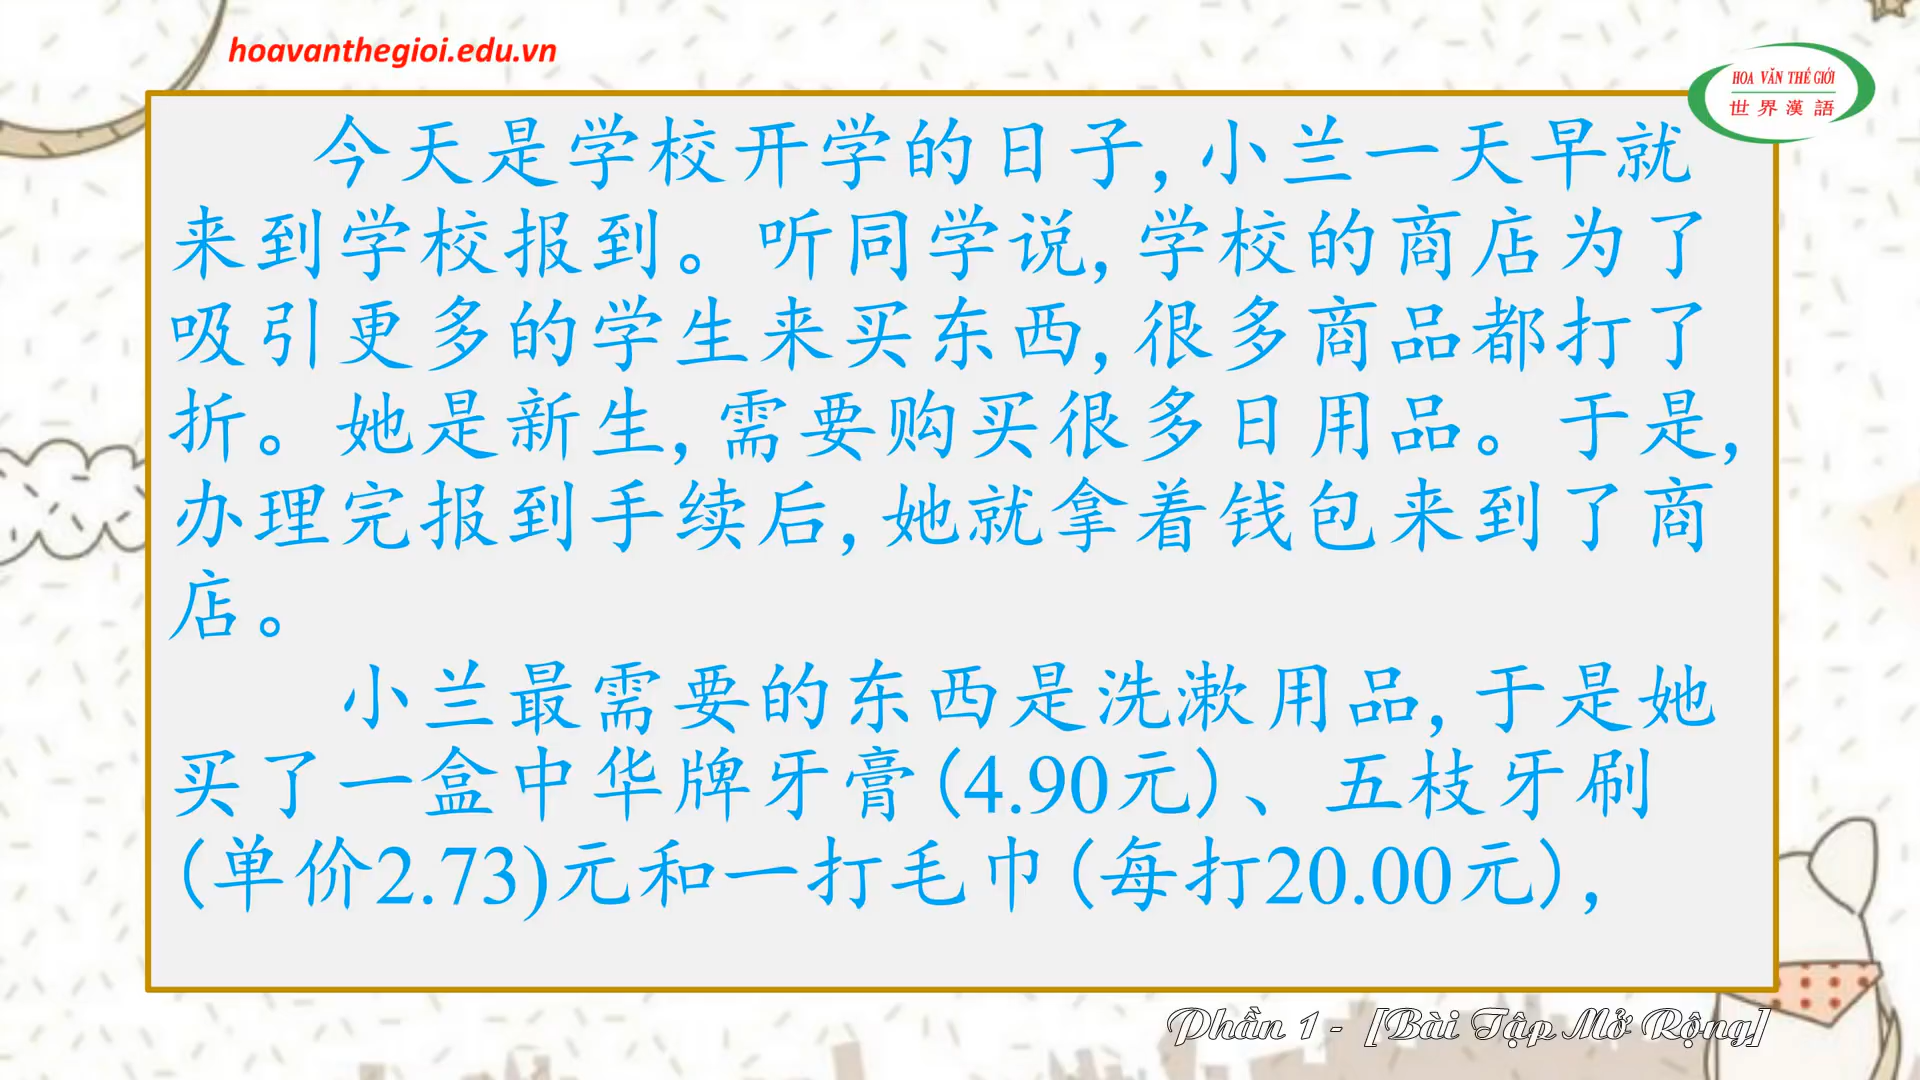 hoavanthegioi.edu.vn
HOA VĂN THẾ GIỚI
世界漢語
今天是学校开学的日子,小兰一天早就
来到学校报到。听同学说,学校的商店为了
吸引更多的学生来买东西,很多商品都打了
折。她是新生,需要购买很多日用品。于是,
办理完报到手续后,她就拿着钱包来到了商
店。
小兰最需要的东西是洗漱用品,于是她
买了一盒中华牌牙膏(4.90元)、五枝牙刷
(单价2.73)元和一打毛巾(每打20.00元),
Phần 1 - [Bài Tập Mở Rộng]